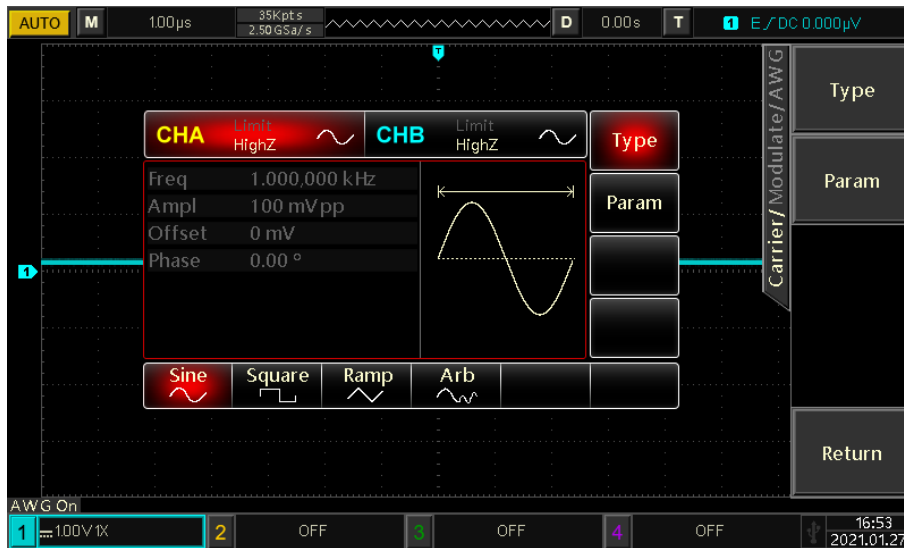 AUTO M 1.00μs 35Kpts D 0.00s T 1 E DC 0.000μV
2.50GSa/s
T
Carrier/Modulate/AWG
Type
Param
Return
CHA Limit HighZ CHB Limit HighZ Type
Freq 1.000,000 kHz
Ampl 100 mVpp
Offset 0 mV
Phase 0.00 °
Param
1
Sine Square Ramp Arb
AWG On
1 1.00V 1X 2 OFF 3 OFF 4 OFF 16:53
2021.01.27